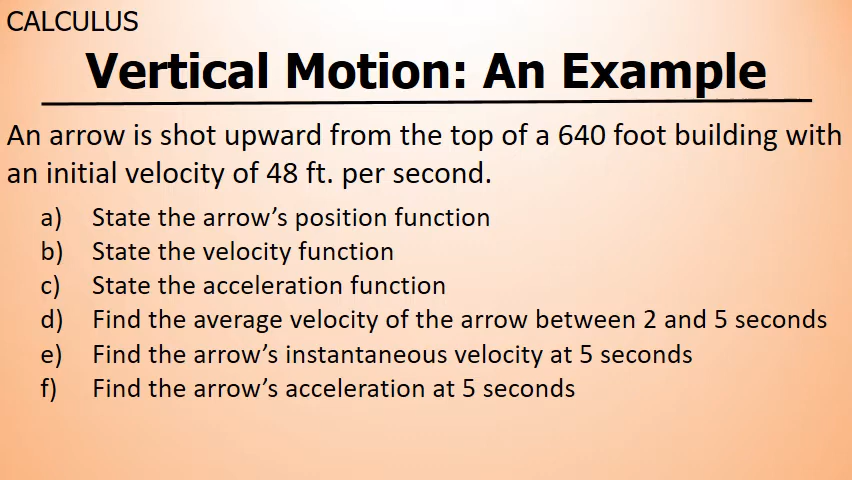 CALCULUS
Vertical Motion: An Example
An arrow is shot upward from the top of a 640 foot building with
an initial velocity of 48 ft. per second.
a) State the arrow’s position function
b) State the velocity function
c) State the acceleration function
d) Find the average velocity of the arrow between 2 and 5 seconds
e) Find the arrow’s instantaneous velocity at 5 seconds
f) Find the arrow’s acceleration at 5 seconds